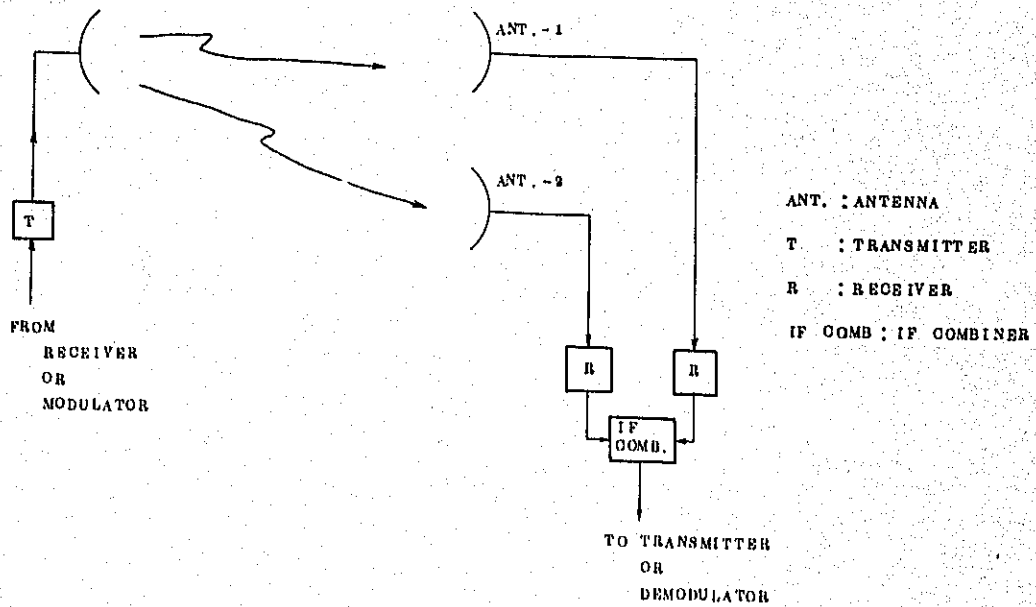 ANT. -1
ANT. -2
T
FROM
RECEIVER
OR
MODULATOR
R
R
IF
COMB.
TO TRANSMITTER
OR
DEMODULATOR
ANT. : ANTENNA
T : TRANSMITTER
R : RECEIVER
IF COMB : IF COMBINER